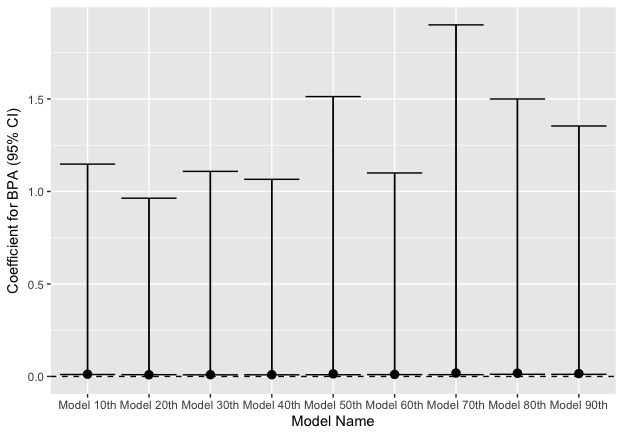 Coefficient for BPA (95% CI)
1.5
1.0
0.5
0.0
Model 10th Model 20th Model 30th Model 40th Model 50th Model 60th Model 70th Model 80th Model 90th
Model Name